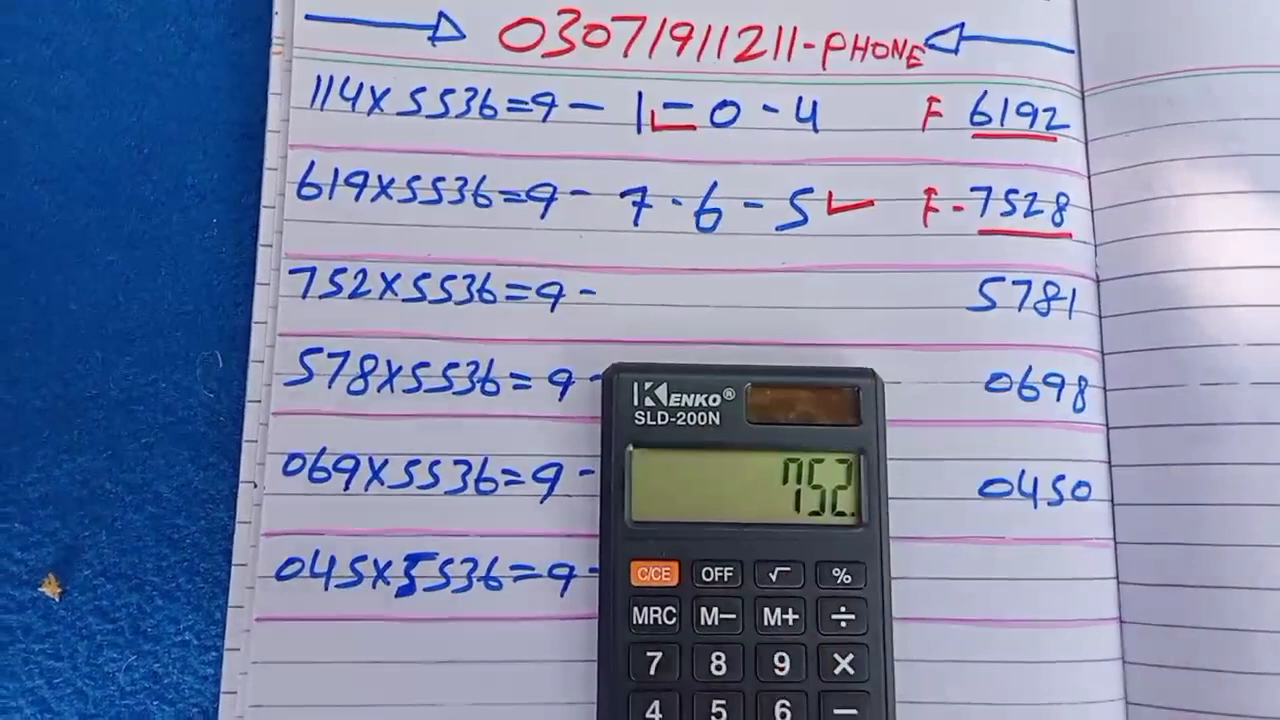 03071911211-PHONE
114x5536=9- 1-0-4 F 6192
619x5536=9- 7.6-5 F-7528
752x5536=9- 5781
578x5536=9- 0698
069x5536=9- 0450
045x5536=9-
KENKO®
SLD-200N
752.
C/CE OFF √ %
MRC M- M+ ÷
7 8 9 ×
4 5 6 −